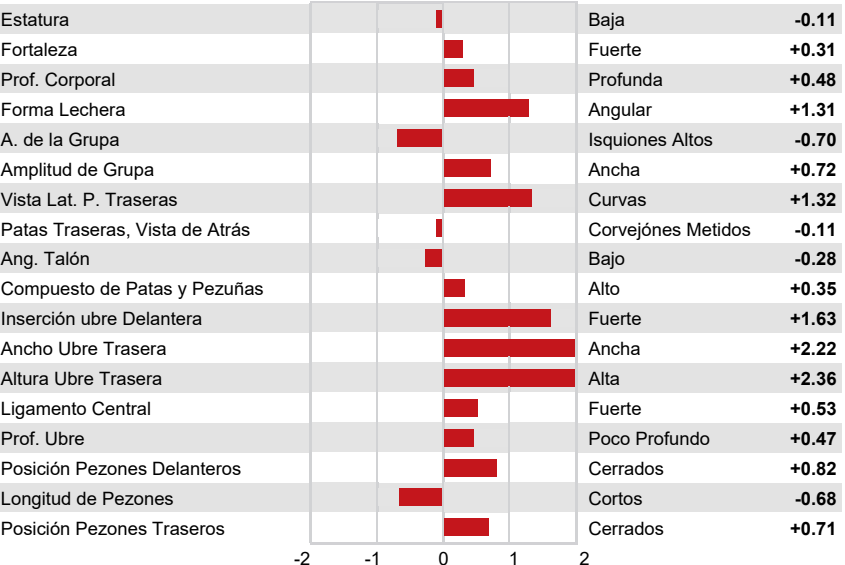 Estatura Baja -0.11
Fortaleza Fuerte +0.31
Prof. Corporal Profunda +0.48
Forma Lechera Angular +1.31
A. de la Grupa Isquiones Altos -0.70
Amplitud de Grupa Ancha +0.72
Vista Lat. P. Traseras Curvas +1.32
Patas Traseras, Vista de Atrás Corvejónes Metidos -0.11
Ang. Talón Bajo -0.28
Compuesto de Patas y Pezuñas Alto +0.35
Inserción ubre Delantera Fuerte +1.63
Ancho Ubre Trasera Ancha +2.22
Altura Ubre Trasera Alta +2.36
Ligamento Central Fuerte +0.53
Prof. Ubre Poco Profundo +0.47
Posición Pezones Delanteros Cerrados +0.82
Longitud de Pezones Cortos -0.68
Posición Pezones Traseros Cerrados +0.71
-2 -1 0 1 2